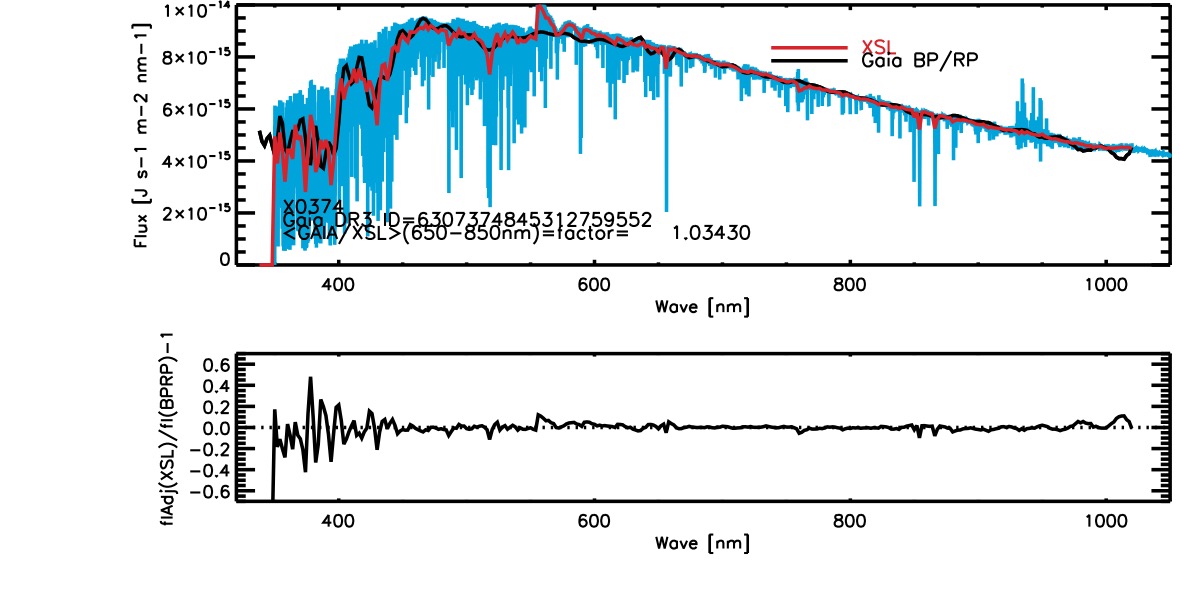 1×10−14
8×10−15
6×10−15
4×10−15
2×10−15
0
Flux [J s−1 m−2 nm−1]
XSL
Gaia BP/RP
X0374
Gaia DR3 ID=6307374845312759552
<GAIA/XSL>(650−850nm)=factor= 1.03430
400 600 800 1000
Wave [nm]
flAdj(XSL)/fl(BPRP)−1
0.6
0.4
0.2
0.0
−0.2
−0.4
−0.6
400 600 800 1000
Wave [nm]